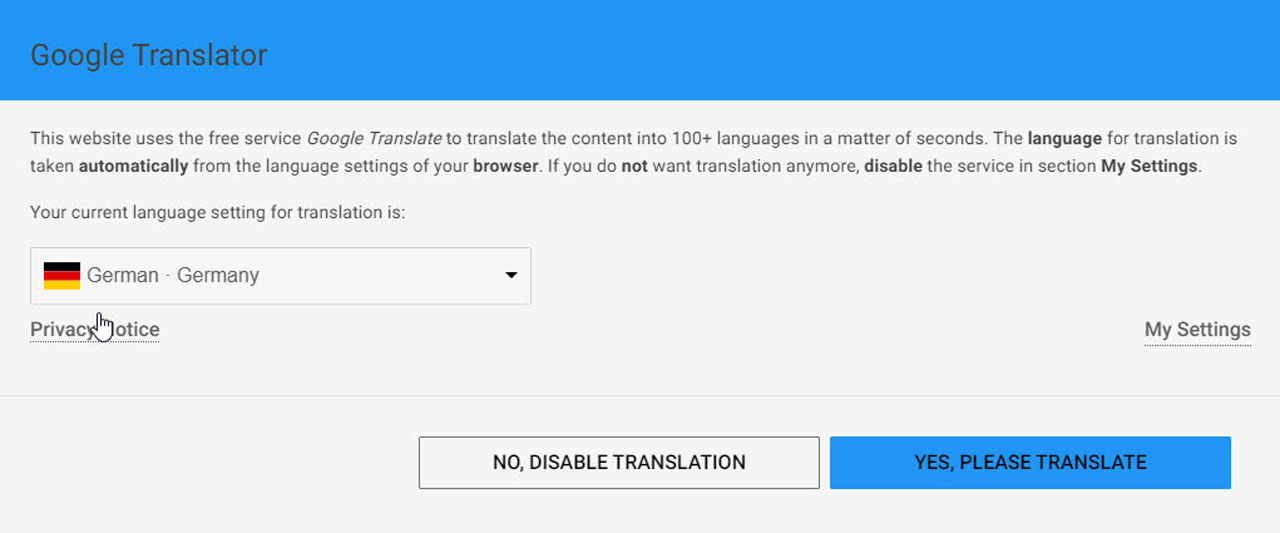 Google Translator
This website uses the free service Google Translate to translate the content into 100+ languages in a matter of seconds. The language for translation is
taken automatically from the language settings of your browser. If you do not want translation anymore, disable the service in section My Settings.
Your current language setting for translation is:
German · Germany
Privacy Notice
My Settings
NO, DISABLE TRANSLATION
YES, PLEASE TRANSLATE